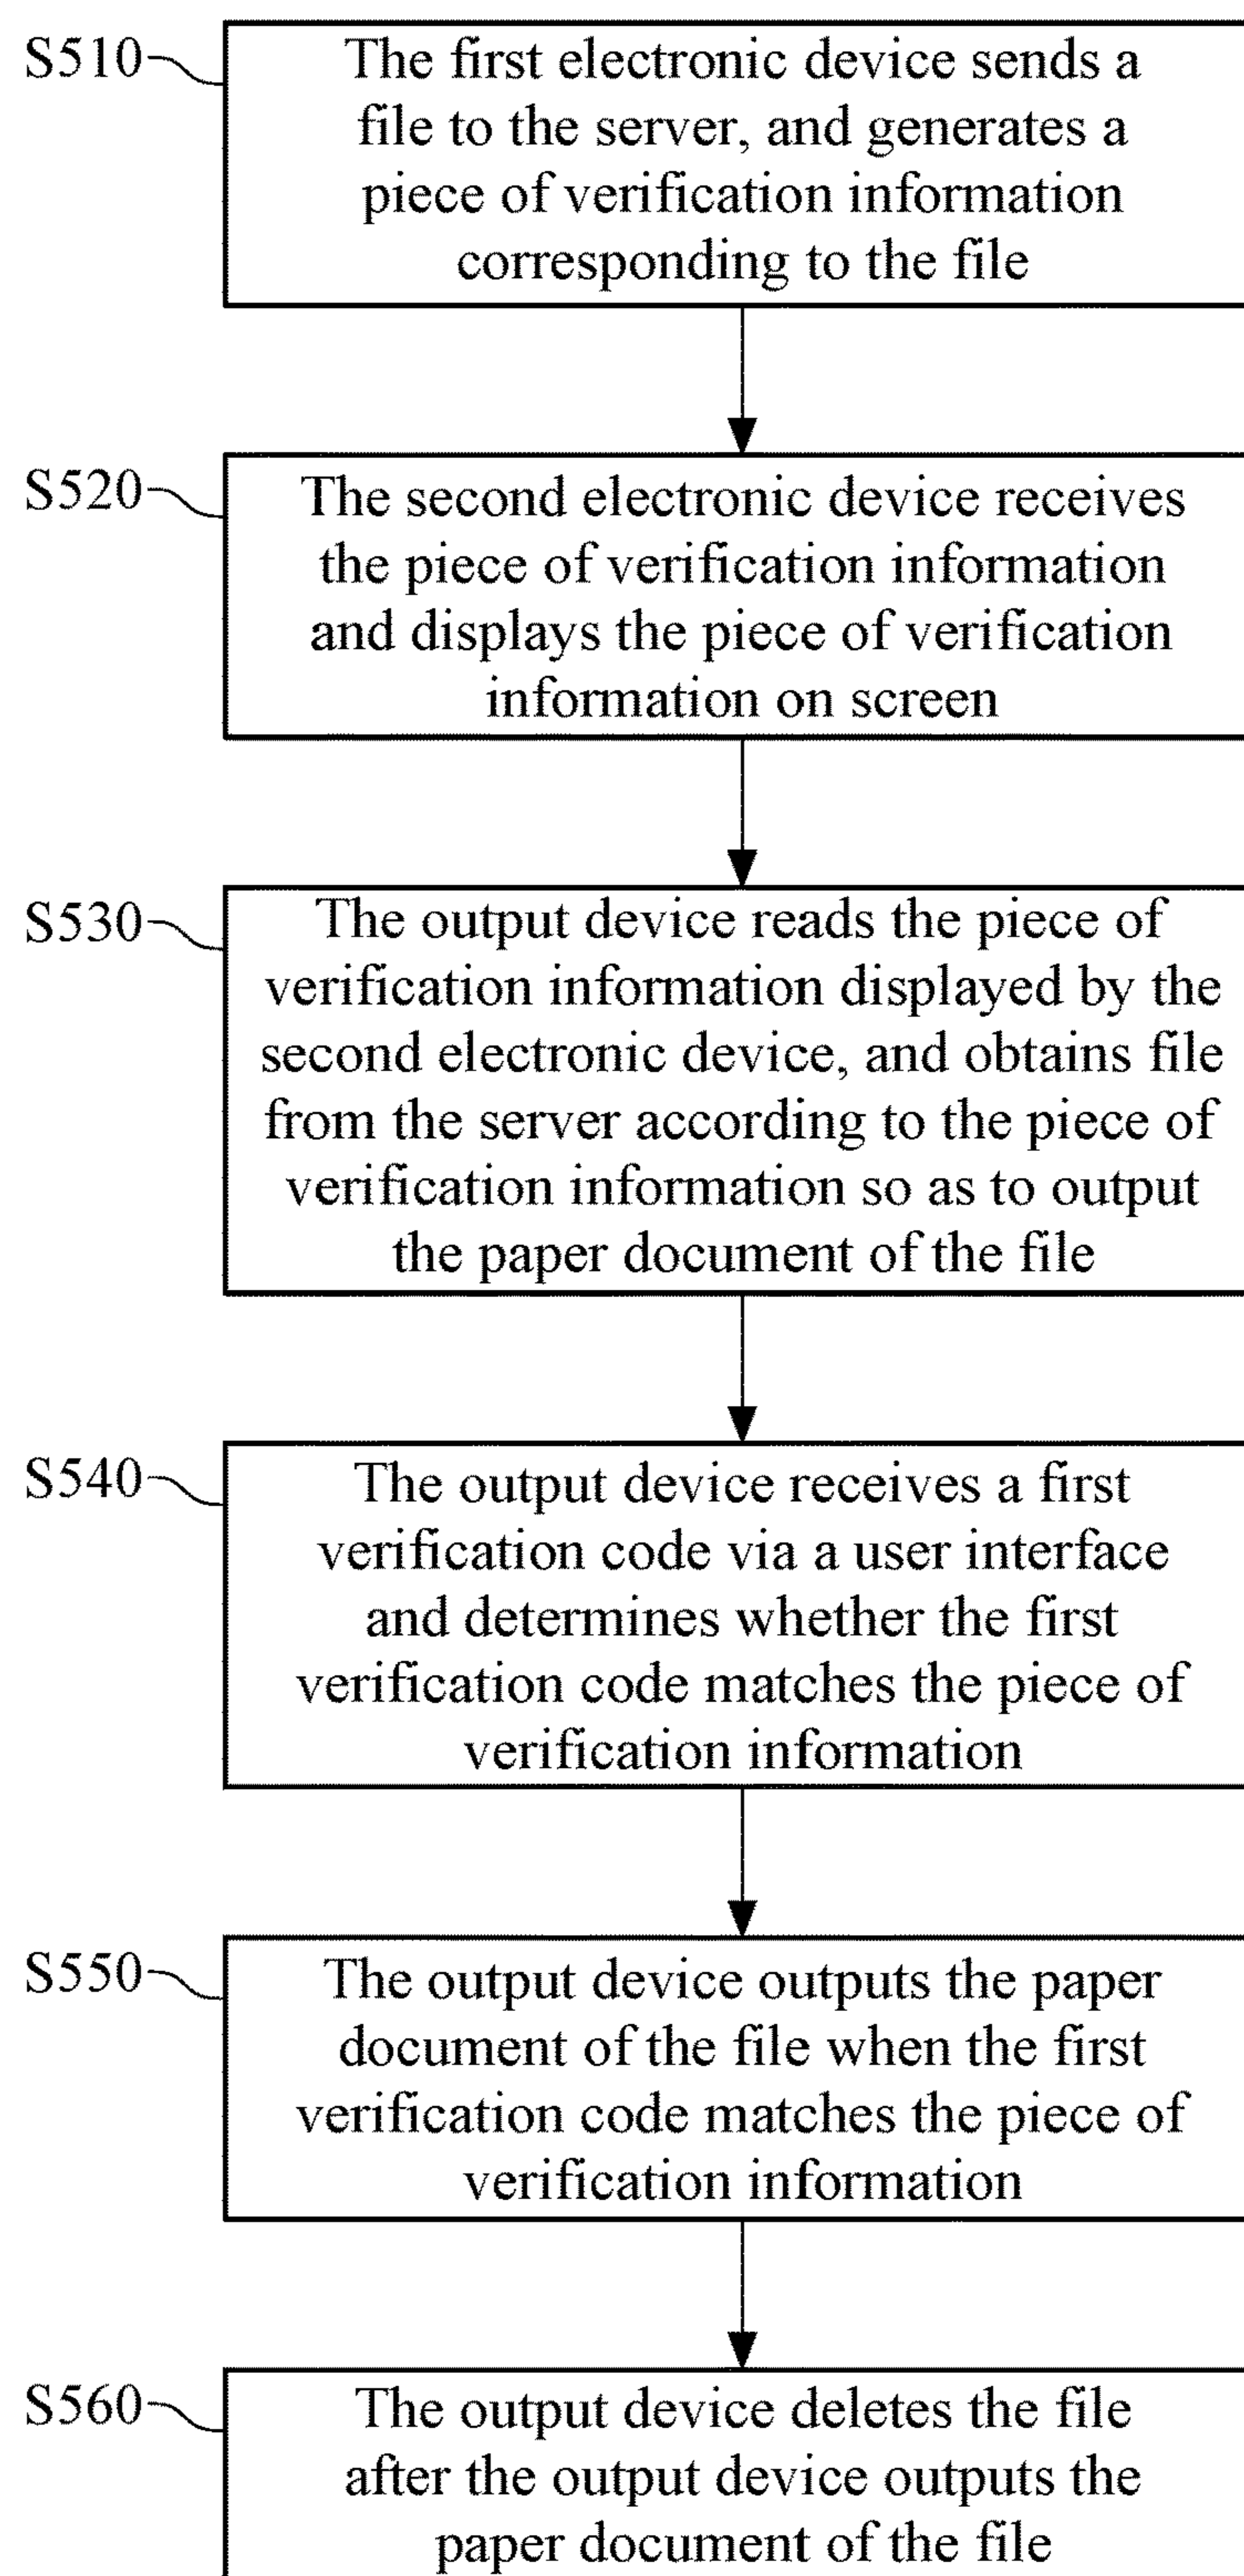 S510
The first electronic device sends a
file to the server, and generates a
piece of verification information
corresponding to the file
S520
The second electronic device receives
the piece of verification information
and displays the piece of verification
information on screen
S530
The output device reads the piece of
verification information displayed by the
second electronic device, and obtains file
from the server according to the piece of
verification information so as to output
the paper document of the file
S540
The output device receives a first
verification code via a user interface
and determines whether the first
verification code matches the piece of
verification information
S550
The output device outputs the paper
document of the file when the first
verification code matches the piece of
verification information
S560
The output device deletes the file
after the output device outputs the
paper document of the file